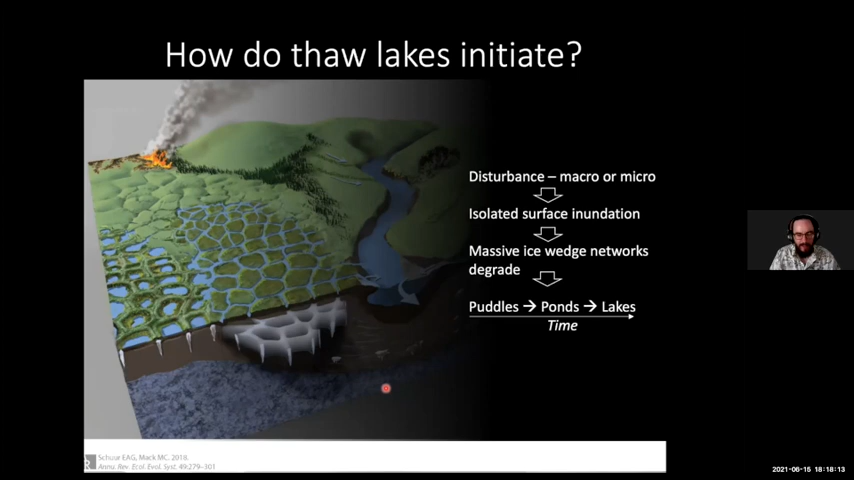 How do thaw lakes initiate?
Disturbance – macro or micro
Isolated surface inundation
Massive ice wedge networks
degrade
Puddles → Ponds → Lakes
Time
R
Schuur EAG, Mack MC. 2018.
Annu. Rev. Ecol. Evol. Syst. 49:279–301
2021-06-15 18:18:13